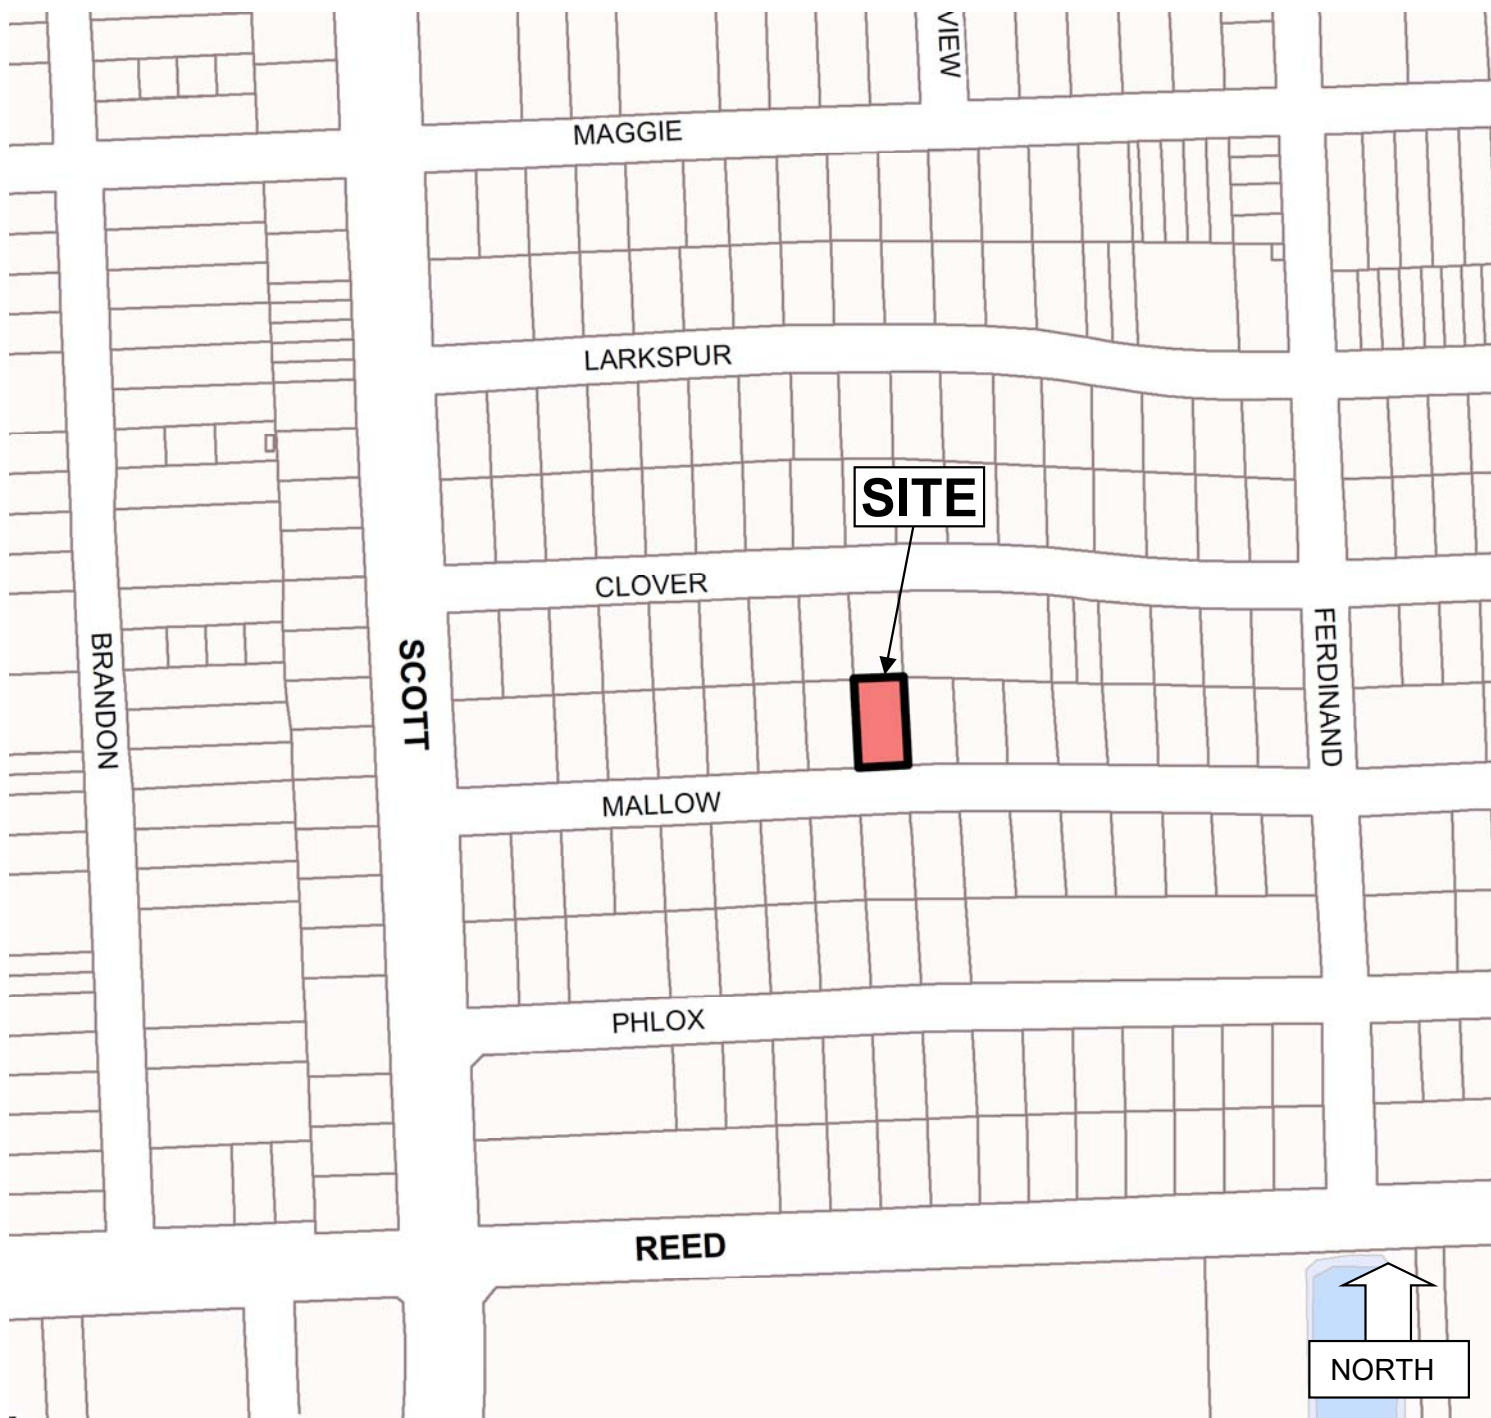 VIEW
MAGGIE
LARKSPUR
SITE
CLOVER
BRANDON
SCOTT
FERDINAND
MALLOW
PHLOX
REED
NORTH